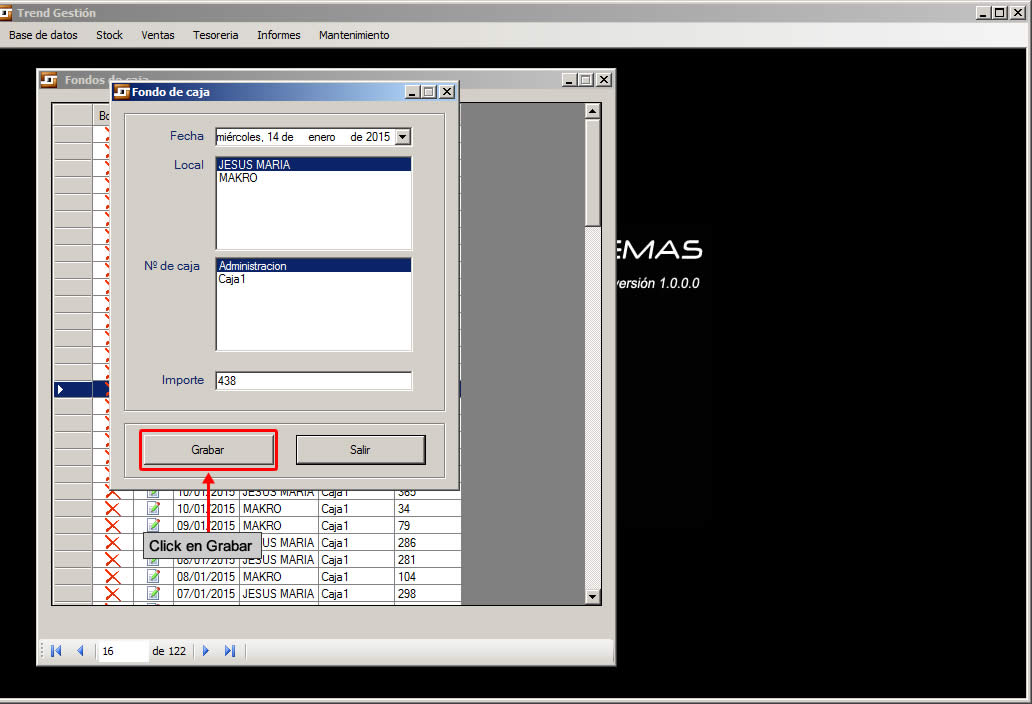 Trend Gestión
Base de datos Stock Ventas Tesoreria Informes Mantenimiento
Fondos de caja
Fondo de caja
Fecha miércoles, 14 de enero de 2015
Local JESUS MARIA
MAKRO
EMAS
versión 1.0.0.0
Nº de caja Administracion
Caja1
Importe 438
Grabar Salir
10/01/2015 JESUS MARIA Caja1 365
10/01/2015 MAKRO Caja1 34
09/01/2015 MAKRO Caja1 79
Click en Grabar US MARIA Caja1 286
08/01/2015 JESUS MARIA Caja1 281
08/01/2015 MAKRO Caja1 104
07/01/2015 JESUS MARIA Caja1 298
16 de 122